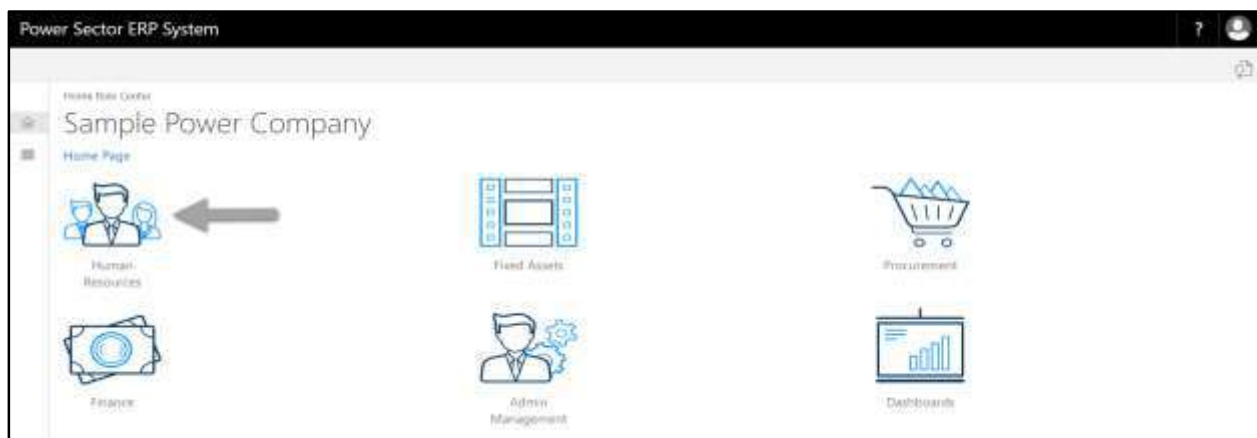 Power Sector ERP System
?
Home Role Center
Sample Power Company
Home Page
Human
Resources
Fixed Assets
Procurement
Finance
Admin
Management
Dashboards